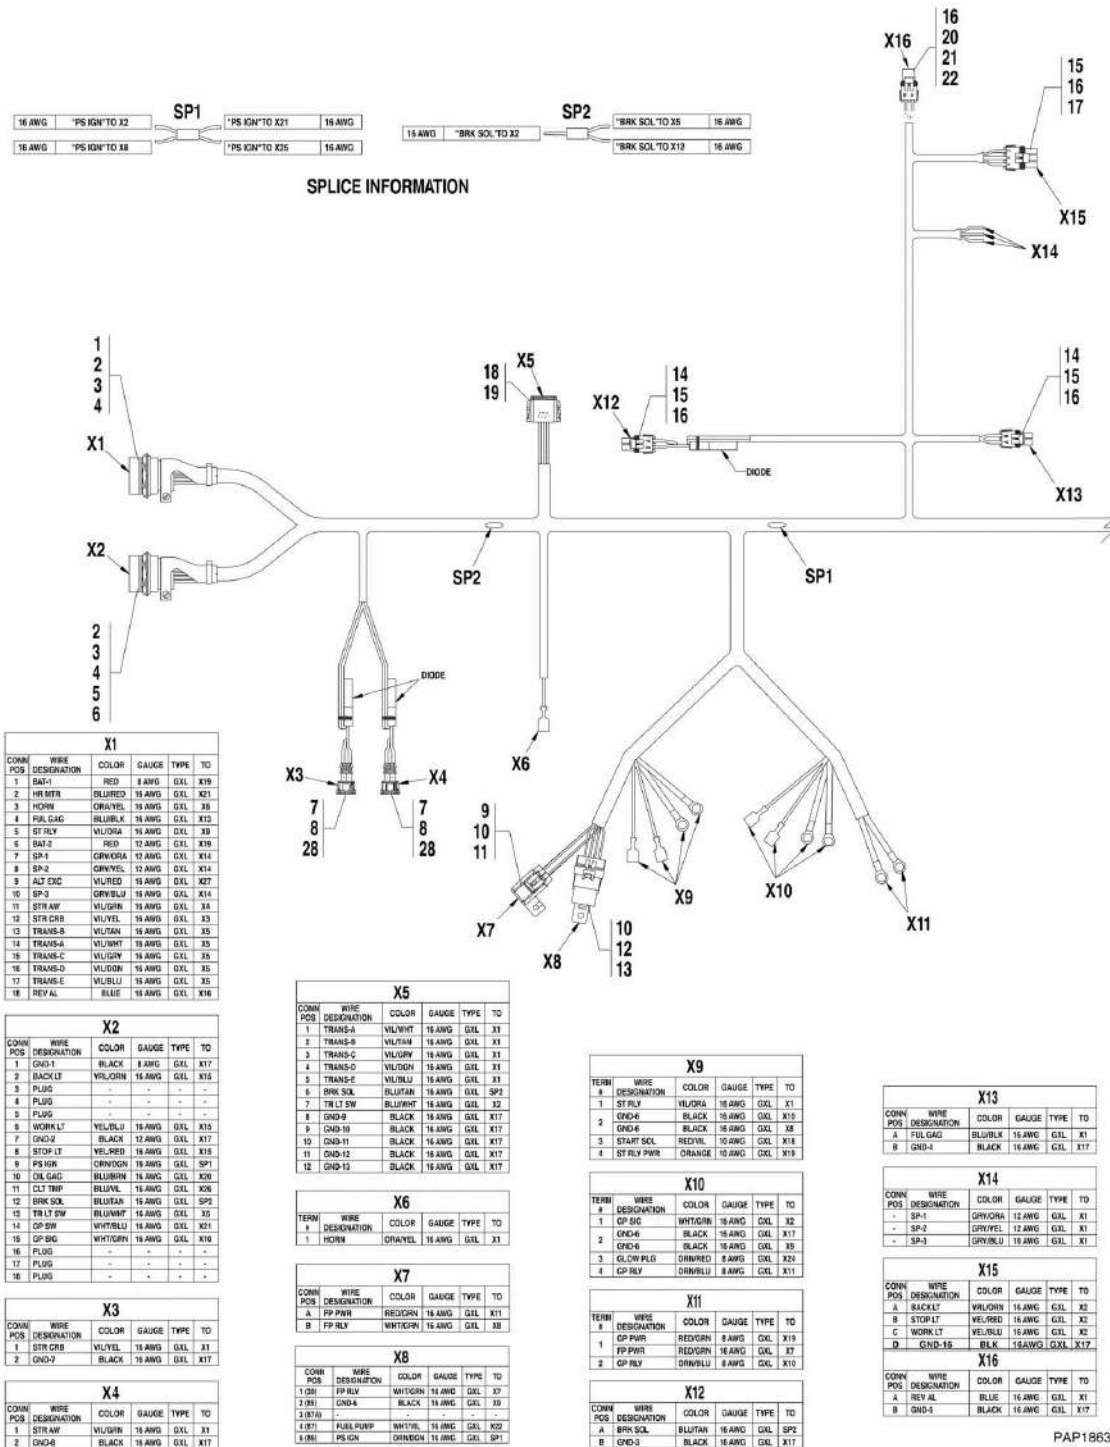 SP1
16 AWG "PS IGN" TO X2 "PS IGN" TO X21 16 AWG
16 AWG "PS IGN" TO X8 "PS IGN" TO X25 16 AWG
SP2
16 AWG "BRK SOL" TO X2 "BRK SOL" TO X5 16 AWG
"BRK SOL" TO X12 16 AWG
SPLICE INFORMATION
X16
16
20
21
22
15
16
17
X15
X14
1
2
3
4
X1
X2
2
3
4
5
6
18
19
X5
X12
14
15
16
DIODE
14
15
16
X13
SP2
SP1
DIODE
X3
X4
7
8
28
7
8
28
X6
9
10
11
X7
X8
10
12
13
X9
X10
X11
X1
CONN POS WIRE DESIGNATION COLOR GAUGE TYPE TO
1 BAT-1 RED 8 AWG GXL X19
2 HR MTR BLU/RED 16 AWG GXL X21
3 HORN ORA/YEL 16 AWG GXL X6
4 FUL GAG BLU/BLK 16 AWG GXL X13
5 ST RLY VIL/ORA 16 AWG GXL X9
6 BAT-2 RED 12 AWG GXL X19
7 SP-1 GRY/ORA 12 AWG GXL X14
8 SP-2 GRY/YEL 12 AWG GXL X14
9 ALT EXC VIL/RED 16 AWG GXL X27
10 SP-3 GRY/BLU 16 AWG GXL X14
11 STR AW VIL/GRN 16 AWG GXL X4
12 STR CRB VIL/YEL 16 AWG GXL X3
13 TRANS-B VIL/TAN 16 AWG GXL X5
14 TRANS-A VIL/WHT 16 AWG GXL X5
15 TRANS-C VIL/GRY 16 AWG GXL X5
16 TRANS-D VIL/DGN 16 AWG GXL X5
17 TRANS-E VIL/BLU 16 AWG GXL X5
18 REV AL BLUE 16 AWG GXL X16
X2
CONN POS WIRE DESIGNATION COLOR GAUGE TYPE TO
1 GND-1 BLACK 8 AWG GXL X17
2 BACK LT YRL/ORN 16 AWG GXL X15
3 PLUG - - - -
4 PLUG - - - -
5 PLUG - - - -
6 WORK LT YEL/BLU 16 AWG GXL X15
7 GND-2 BLACK 12 AWG GXL X17
8 STOP LT YEL/RED 16 AWG GXL X15
9 PS IGN ORN/DGN 16 AWG GXL SP1
10 OIL GAG BLU/BRN 16 AWG GXL X20
11 CLT TMP BLU/VIL 16 AWG GXL X26
12 BRK SOL BLU/TAN 16 AWG GXL SP2
13 TR LT SW BLU/WHT 16 AWG GXL X5
14 GP SW WHT/BLU 16 AWG GXL X21
15 GP SIG WHT/GRN 16 AWG GXL X10
16 PLUG - - - -
17 PLUG - - - -
18 PLUG - - - -
X3
CONN POS WIRE DESIGNATION COLOR GAUGE TYPE TO
1 STR CRB VIL/YEL 16 AWG GXL X1
2 GND-7 BLACK 16 AWG GXL X17
X4
CONN POS WIRE DESIGNATION COLOR GAUGE TYPE TO
1 STR AW VIL/GRN 16 AWG GXL X1
2 GND-8 BLACK 16 AWG GXL X17
X5
CONN POS WIRE DESIGNATION COLOR GAUGE TYPE TO
1 TRANS-A VIL/WHT 16 AWG GXL X1
2 TRANS-B VIL/TAN 16 AWG GXL X1
3 TRANS-C VIL/GRY 16 AWG GXL X1
4 TRANS-D VIL/DGN 16 AWG GXL X1
5 TRANS-E VIL/BLU 16 AWG GXL X1
6 BRK SOL BLU/TAN 16 AWG GXL SP2
7 TR LT SW BLU/WHT 16 AWG GXL X2
8 GND-9 BLACK 16 AWG GXL X17
9 GND-10 BLACK 16 AWG GXL X17
10 GND-11 BLACK 16 AWG GXL X17
11 GND-12 BLACK 16 AWG GXL X17
12 GND-13 BLACK 16 AWG GXL X17
X6
TERM # WIRE DESIGNATION COLOR GAUGE TYPE TO
1 HORN ORA/YEL 16 AWG GXL X1
X7
CONN POS WIRE DESIGNATION COLOR GAUGE TYPE TO
A FP PWR RED/GRN 16 AWG GXL X11
B FP RLY WHT/GRN 16 AWG GXL X8
X8
CONN POS WIRE DESIGNATION COLOR GAUGE TYPE TO
1 (30) FP RLY WHT/GRN 16 AWG GXL X7
2 (85) GND-6 BLACK 16 AWG GXL X9
3 (87A) - - - - -
4 (87) FUEL PUMP WHT/VIL 16 AWG GXL X22
5 (86) PS IGN ORN/DGN 16 AWG GXL SP1
X9
TERM # WIRE DESIGNATION COLOR GAUGE TYPE TO
1 ST RLY VIL/ORA 16 AWG GXL X1
2 GND-6 BLACK 16 AWG GXL X10
GND-6 BLACK 16 AWG GXL X8
3 START SOL RED/VIL 10 AWG GXL X18
4 ST RLY PWR ORANGE 10 AWG GXL X19
X10
TERM # WIRE DESIGNATION COLOR GAUGE TYPE TO
1 GP SIG WHT/GRN 16 AWG GXL X2
2 GND-6 BLACK 16 AWG GXL X17
GND-6 BLACK 16 AWG GXL X9
3 GLOW PLG ORN/RED 8 AWG GXL X24
4 GP RLY ORN/BLU 8 AWG GXL X11
X11
TERM # WIRE DESIGNATION COLOR GAUGE TYPE TO
1 GP PWR RED/GRN 8 AWG GXL X19
FP PWR RED/GRN 16 AWG GXL X7
2 GP RLY ORN/BLU 8 AWG GXL X10
X12
CONN POS WIRE DESIGNATION COLOR GAUGE TYPE TO
A BRK SOL BLU/TAN 16 AWG GXL SP2
B GND-3 BLACK 16 AWG GXL X17
X13
CONN POS WIRE DESIGNATION COLOR GAUGE TYPE TO
A FUL GAG BLU/BLK 16 AWG GXL X1
B GND-4 BLACK 16 AWG GXL X17
X14
CONN POS WIRE DESIGNATION COLOR GAUGE TYPE TO
- SP-1 GRY/ORA 12 AWG GXL X1
- SP-2 GRY/YEL 12 AWG GXL X1
- SP-3 GRY/BLU 16 AWG GXL X1
X15
CONN POS WIRE DESIGNATION COLOR GAUGE TYPE TO
A BACK LT YRL/ORN 16 AWG GXL X2
B STOP LT YEL/RED 16 AWG GXL X2
C WORK LT YEL/BLU 16 AWG GXL X2
D GND-16 BLK 16AWG GXL X17
X16
CONN POS WIRE DESIGNATION COLOR GAUGE TYPE TO
A REV AL BLUE 16 AWG GXL X1
B GND-5 BLACK 16 AWG GXL X17
PAP1863